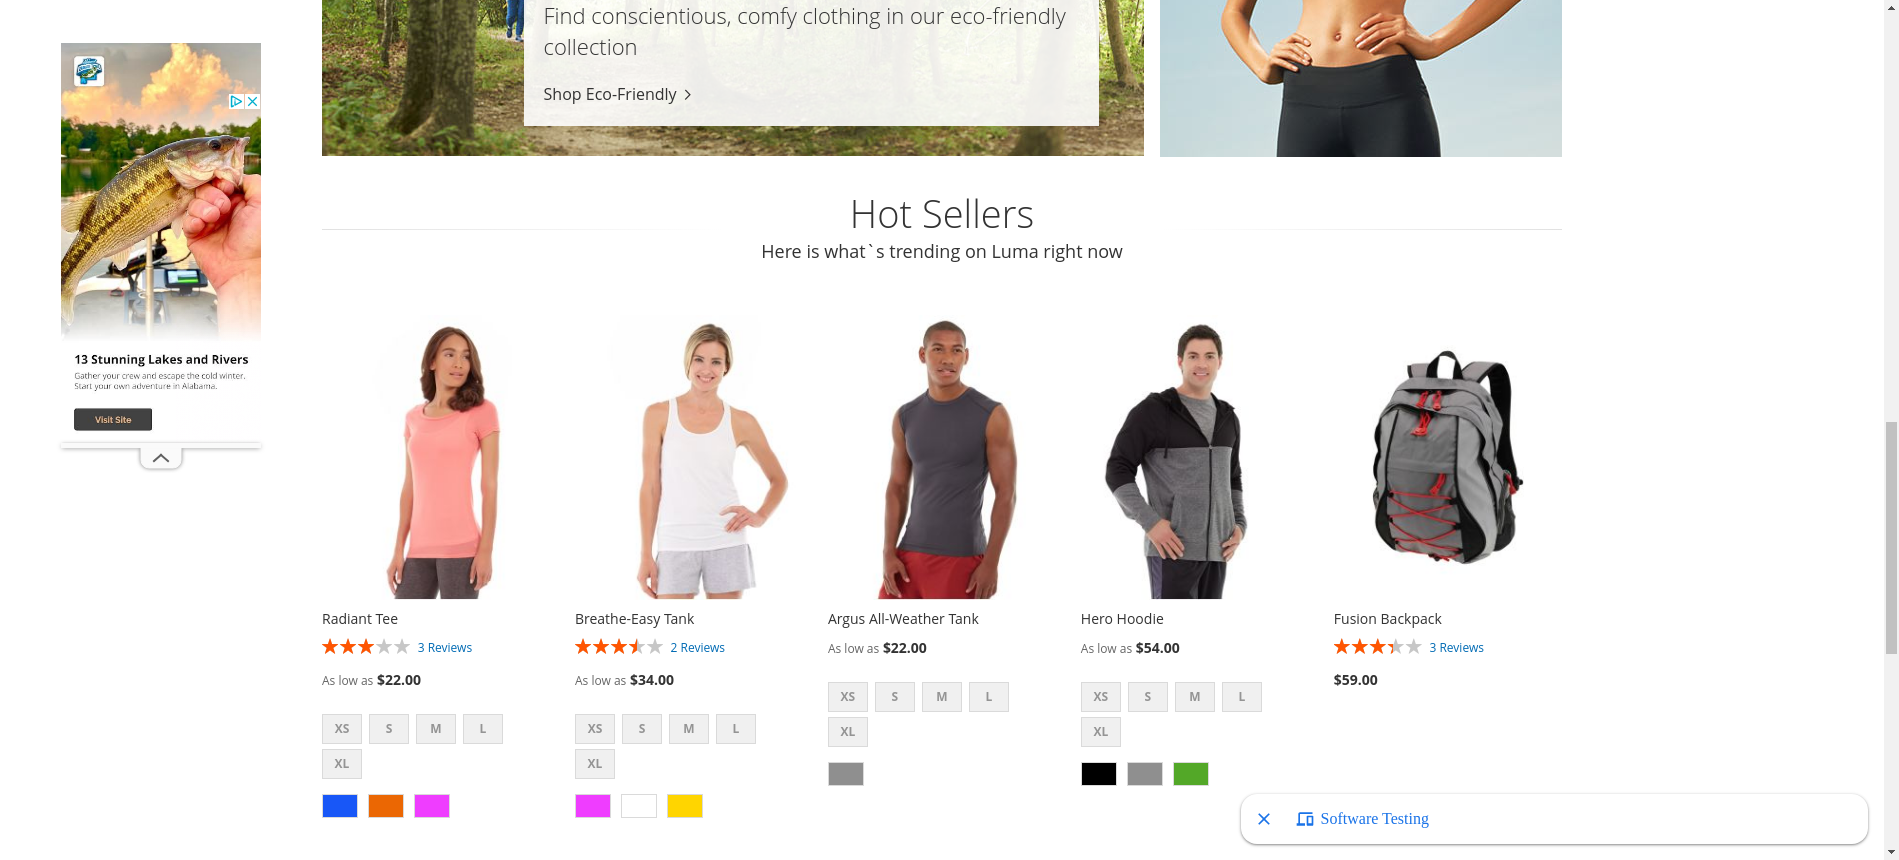 Find conscientious, comfy clothing in our eco-friendly
collection
Shop Eco-Friendly
13 Stunning Lakes and Rivers
Gather your crew and escape the cold winter.
Start your own adventure in Alabama.
Visit Site
Hot Sellers
Here is what`s trending on Luma right now
Radiant Tee
3 Reviews
As low as $22.00
XS S M L
XL
Breathe-Easy Tank
2 Reviews
As low as $34.00
XS S M L
XL
Argus All-Weather Tank
As low as $22.00
XS S M L
XL
Hero Hoodie
As low as $54.00
XS S M L
XL
Fusion Backpack
3 Reviews
$59.00
Software Testing